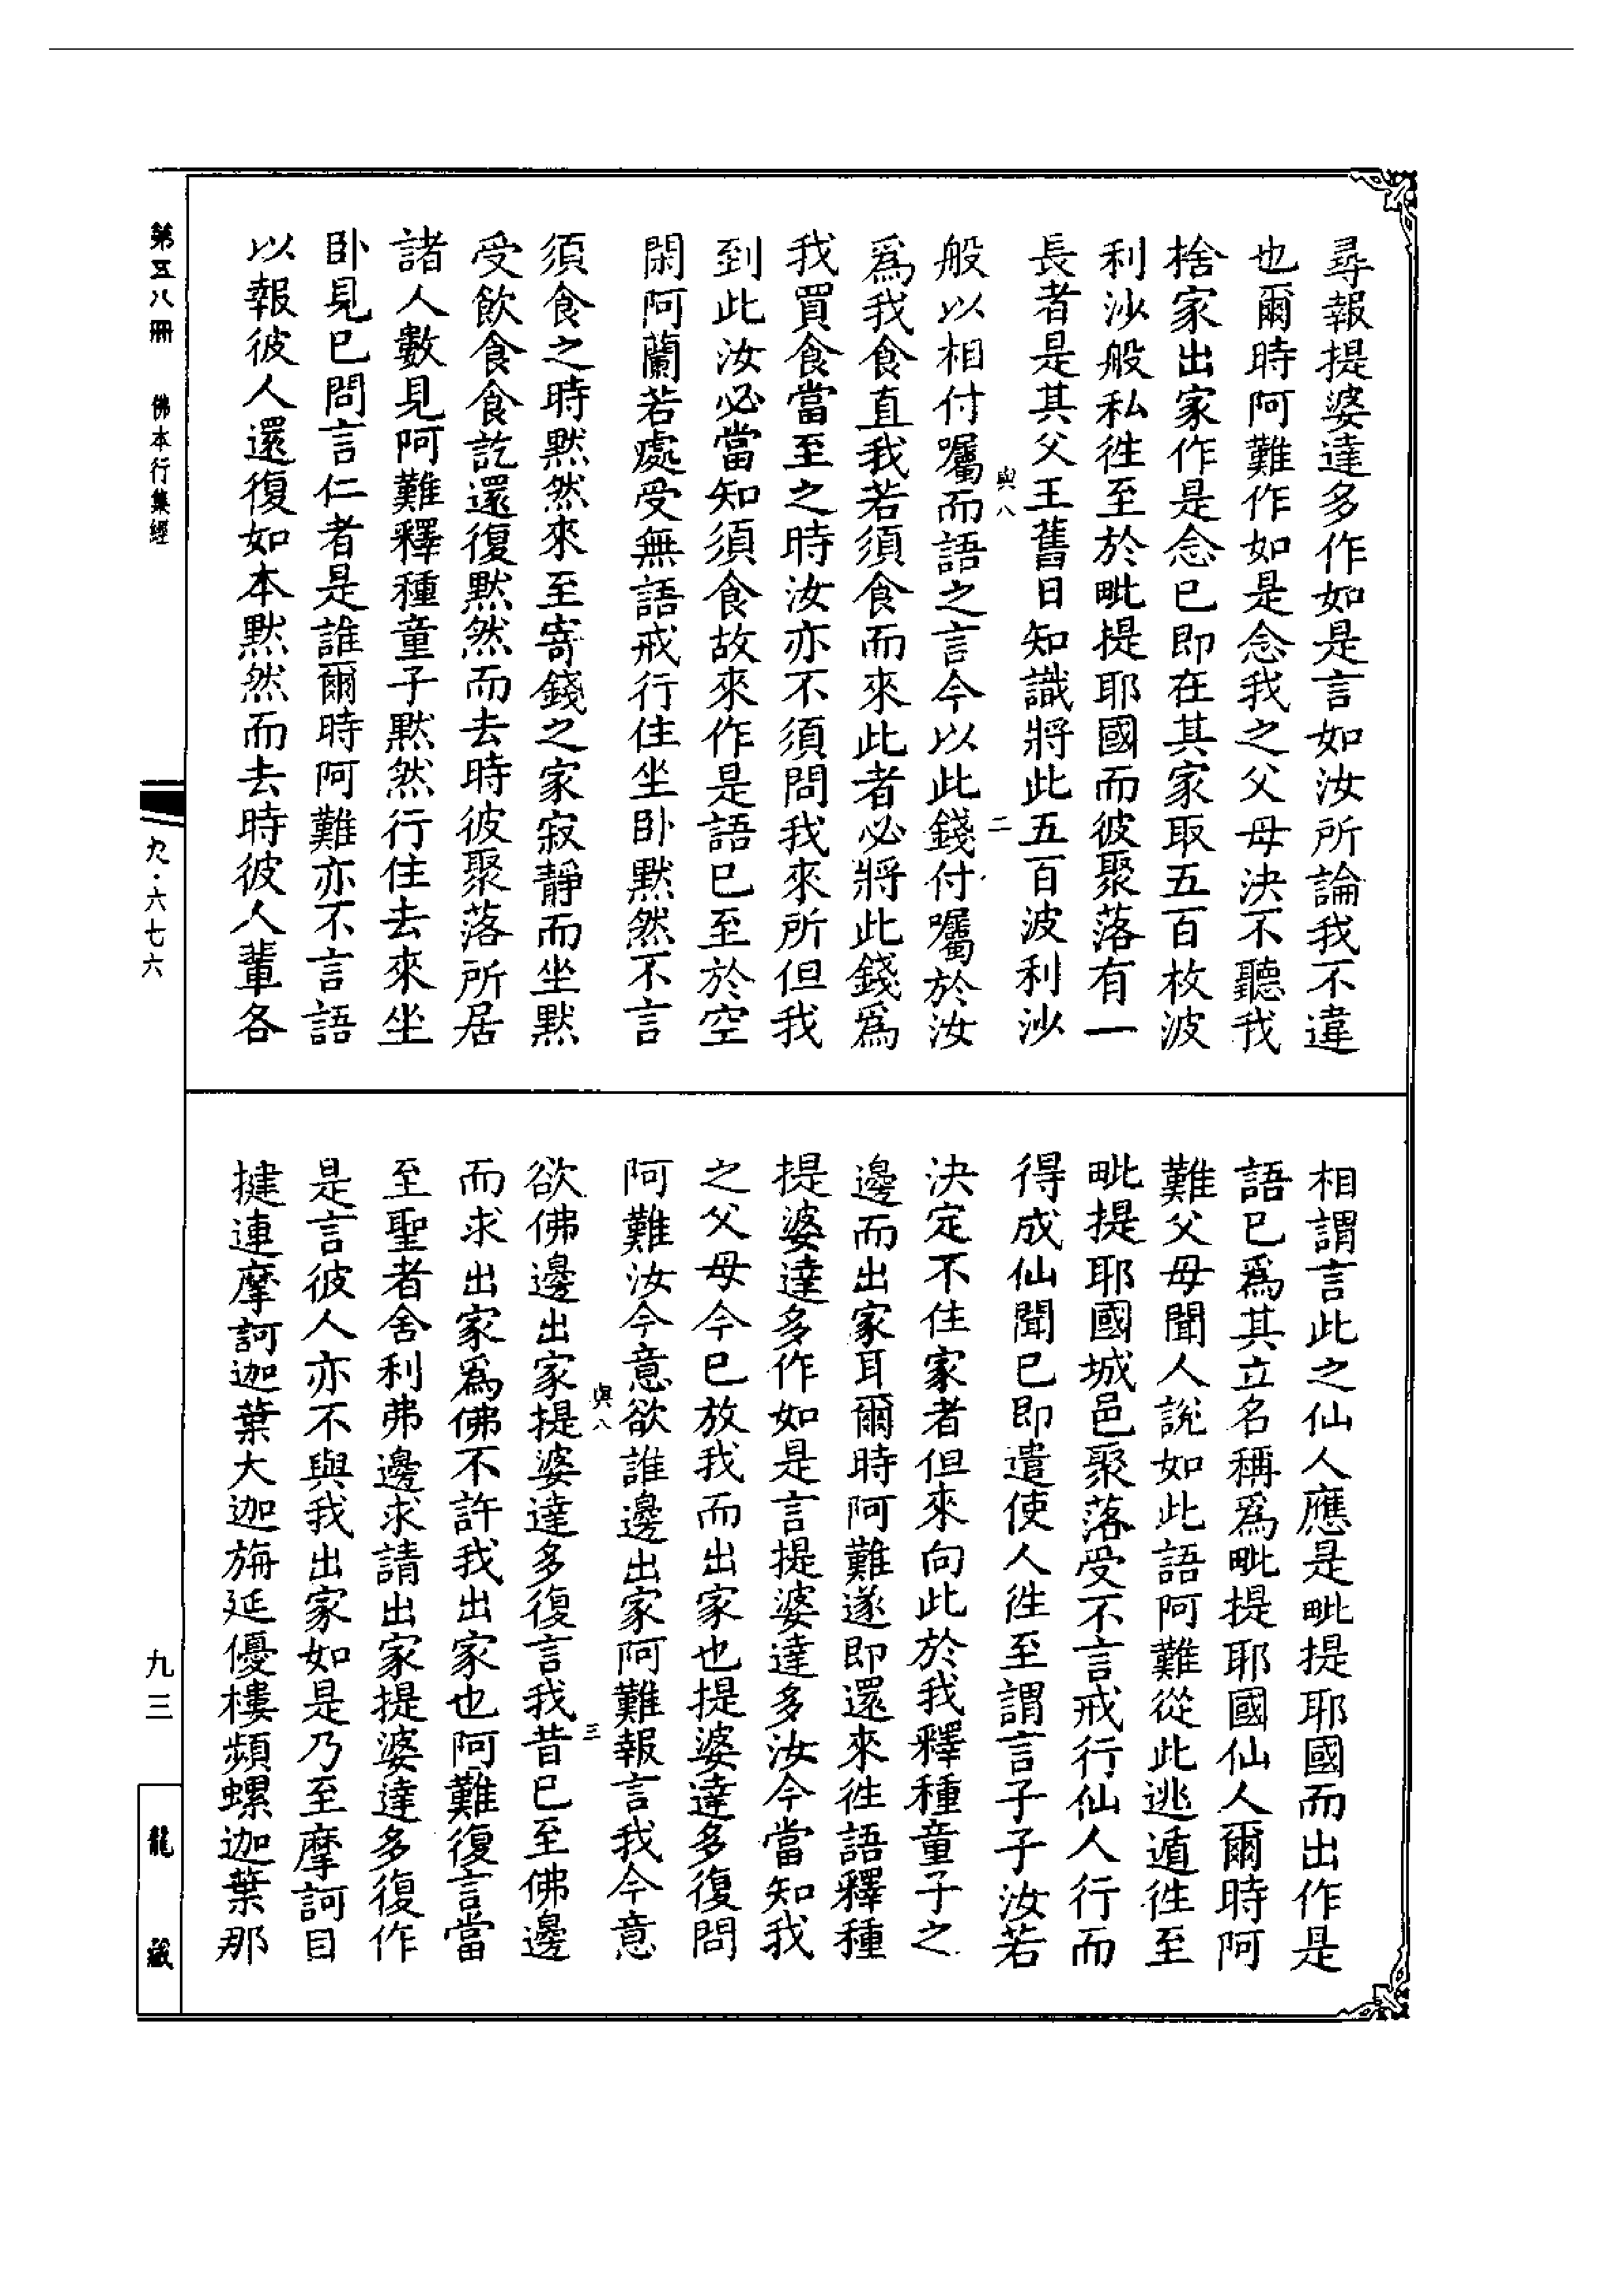 尋報提婆達多作如是言如汝所論我不違
也爾時阿難作如是念我之父母決不聽我
捨家出家作是念已即在其家取五百枚波
利沙般私徃至於毗提耶國而彼聚落有一
長者是其父王舊日知識將此五百波利沙
般以相付囑而語之言今以此錢付囑於汝
與八
二
爲我食直我若須食而來此者必將此錢爲
我買食當至之時汝亦不須問我來所但我
到此汝必當知須食故來作是語已至於空
閑阿蘭若處受無語戒行住坐卧默然不言
須食之時默然來至寄錢之家寂靜而坐默
受飲食食訖還復默然而去時彼聚落所居
諸人數見阿難釋種童子默然行住去來坐
卧見已問言仁者是誰爾時阿難亦不言語
以報彼人還復如本默然而去時彼人輩各
相謂言此之仙人應是毗提耶國而出作是
語已爲其立名稱爲毗提耶國仙人爾時阿
難父母聞人說如此語阿難從此逃遁徃至
毗提耶國城邑聚落受不言戒行仙人行而
得成仙聞已即遣使人徃至謂言子子汝若
決定不住家者但來向此於我釋種童子之
邊而出家耳爾時阿難遂即還來徃語釋種
提婆達多作如是言提婆達多汝今當知我
之父母今已放我而出家也提婆達多復問
阿難汝今意欲誰邊出家阿難報言我今意
與八
三
欲佛邊出家提婆達多復言我昔已至佛邊
而求出家爲佛不許我出家也阿難復言當
至聖者舍利弗邊求請出家提婆達多復作
是言彼人亦不與我出家如是乃至摩訶目
揵連摩訶迦葉大迦旃延優樓頻螺迦葉那
第五八冊
佛本行集經
九·六七六
九三
龍藏